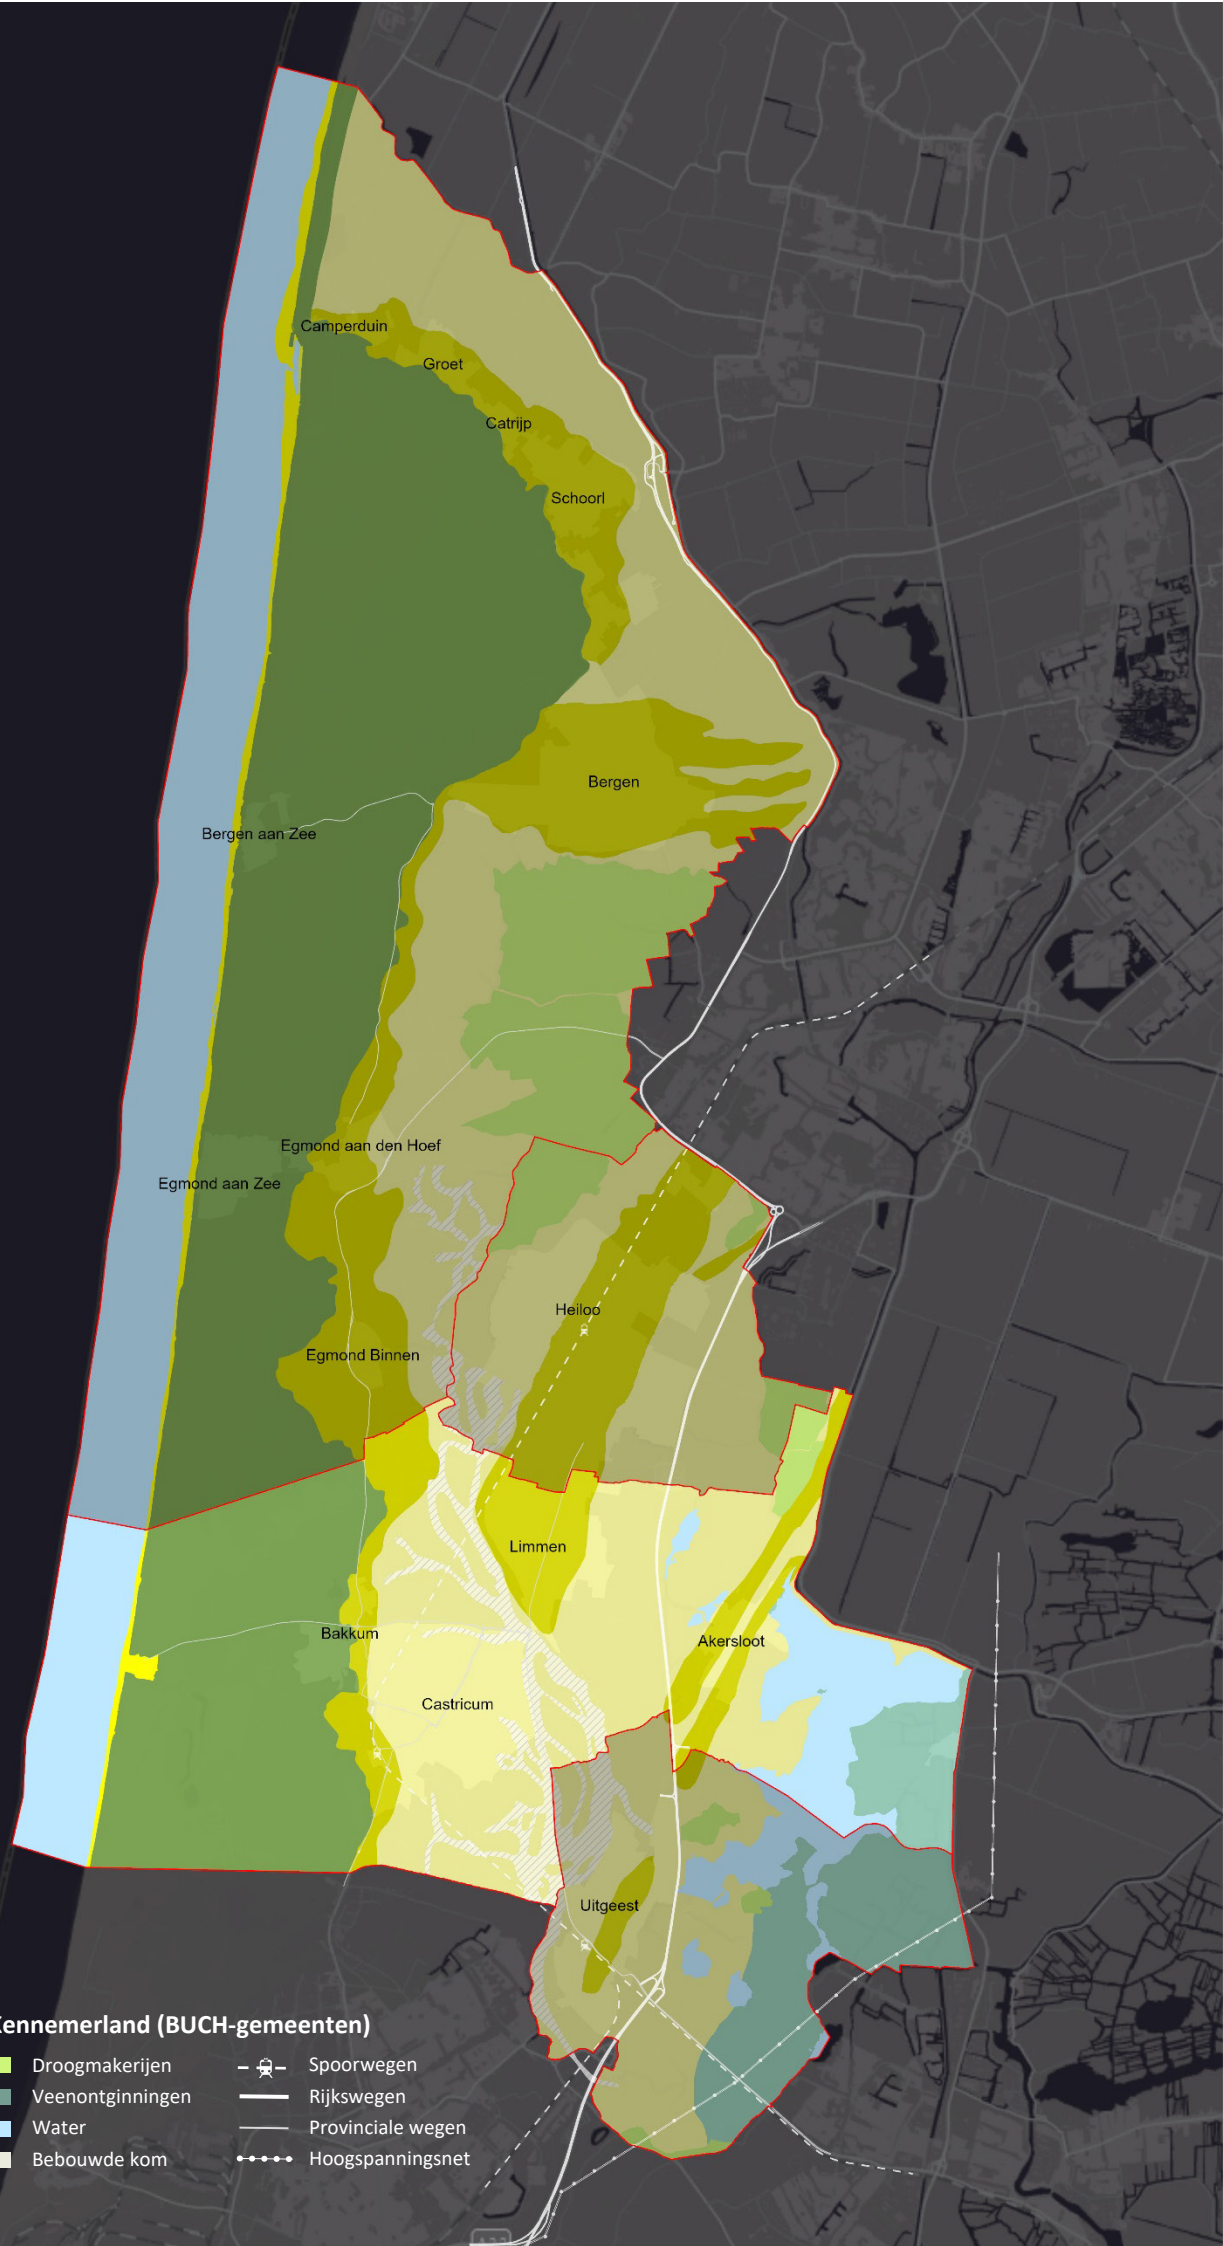 Camperduin
Groet
Catrijp
Schoorl
Bergen
Bergen aan Zee
Egmond aan den Hoef
Egmond aan Zee
Heiloo
Egmond Binnen
Limmen
Bakkum
Akersloot
Castricum
Uitgeest
Kennemerland (BUCH-gemeenten)
Droogmakerijen
Veenontginningen
Water
Bebouwde kom
Spoorwegen
Rijkswegen
Provinciale wegen
Hoogspanningsnet